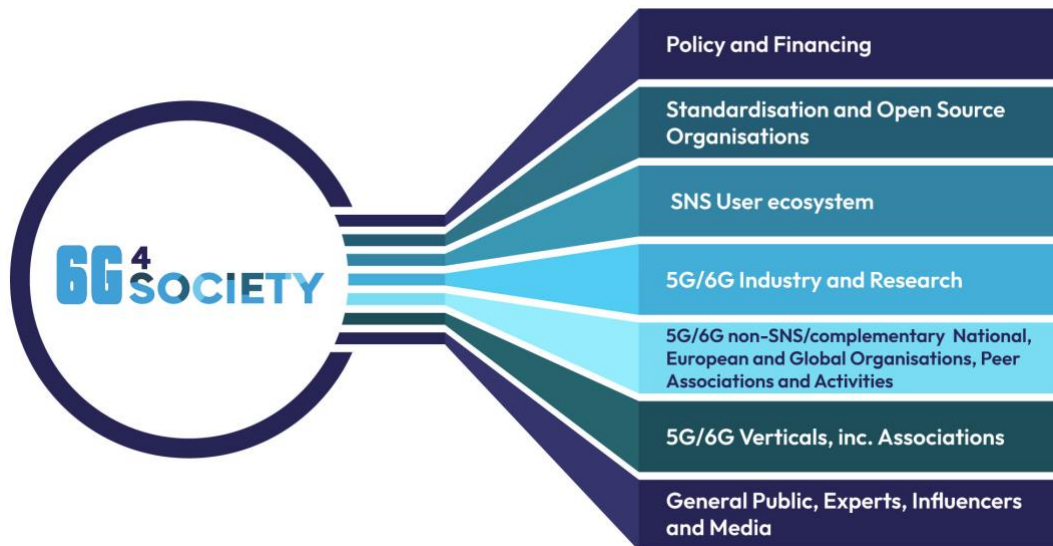 6G4
SOCIETY
Policy and Financing
Standardisation and Open Source
Organisations
SNS User ecosystem
5G/6G Industry and Research
5G/6G non-SNS/complementary National,
European and Global Organisations, Peer
Associations and Activities
5G/6G Verticals, inc. Associations
General Public, Experts, Influencers
and Media